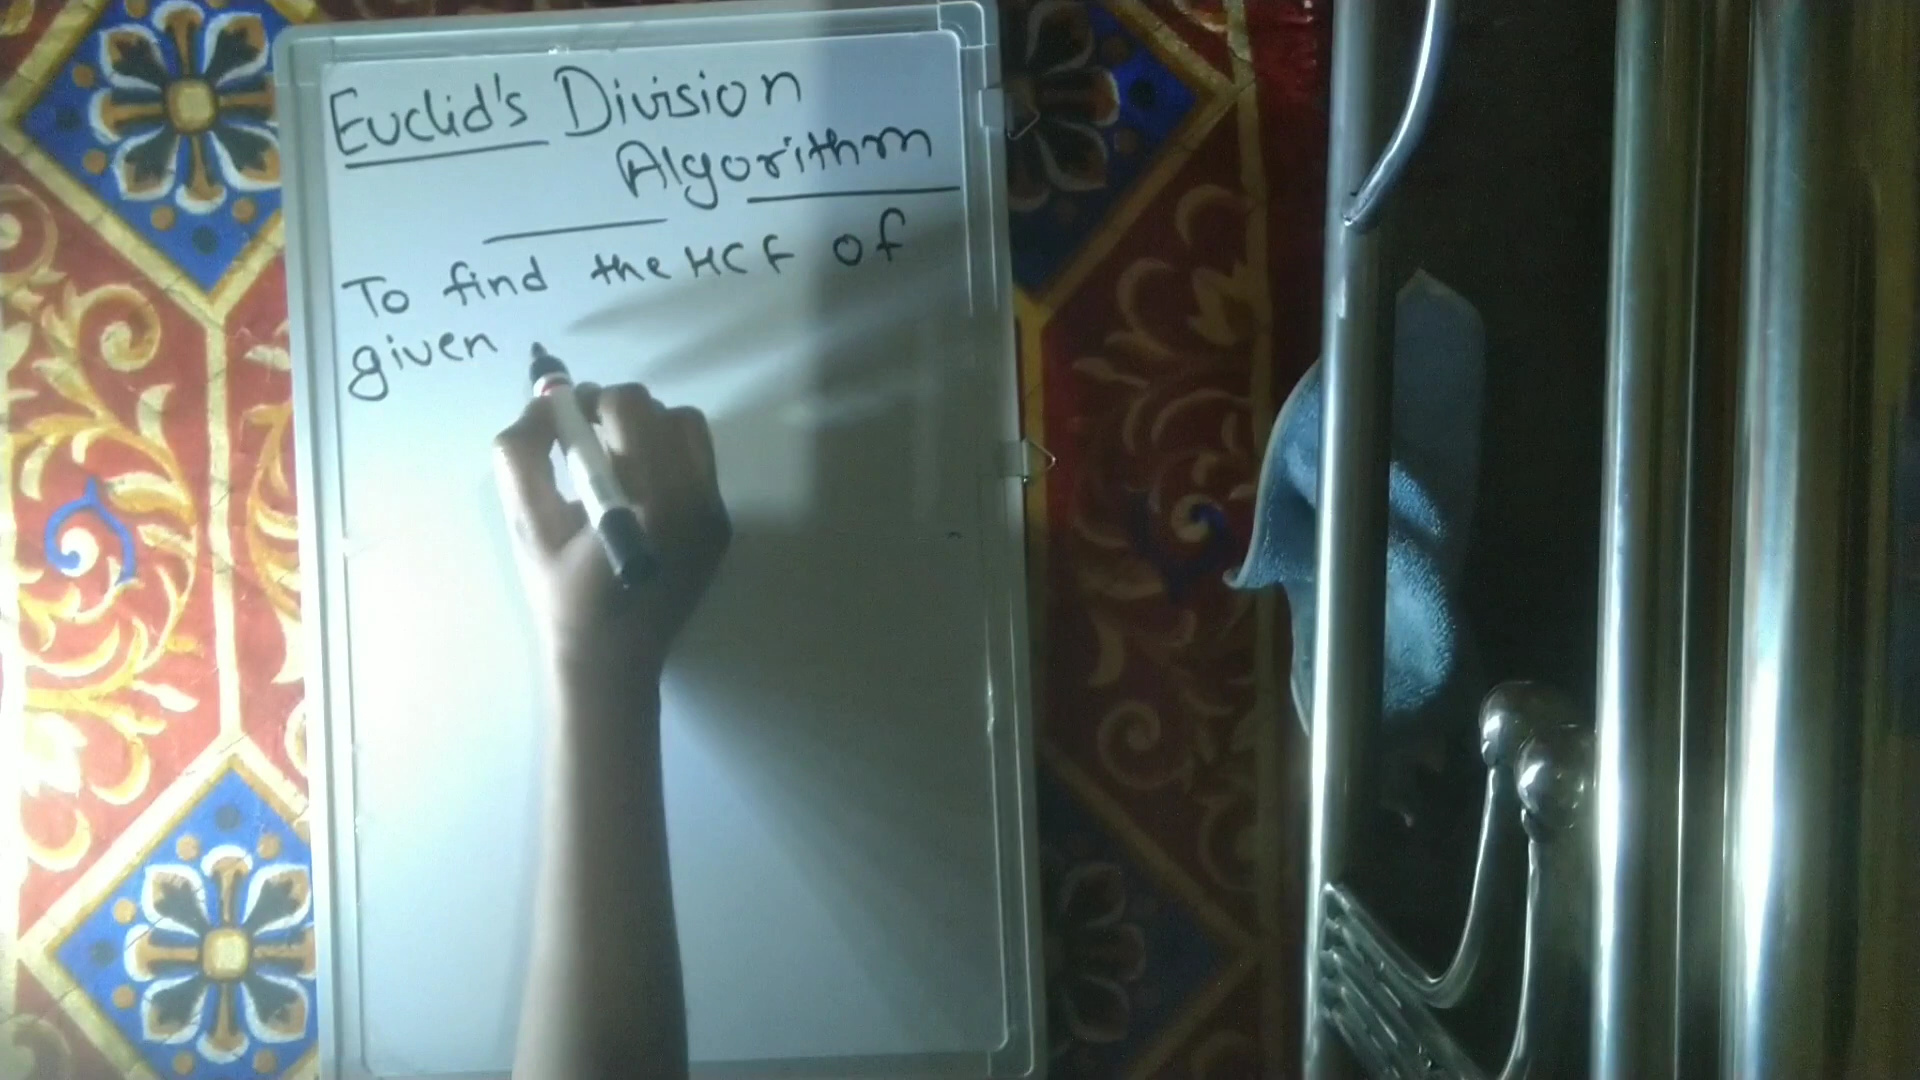 Euclid's Division
Algorithm
To find the HCF of
given